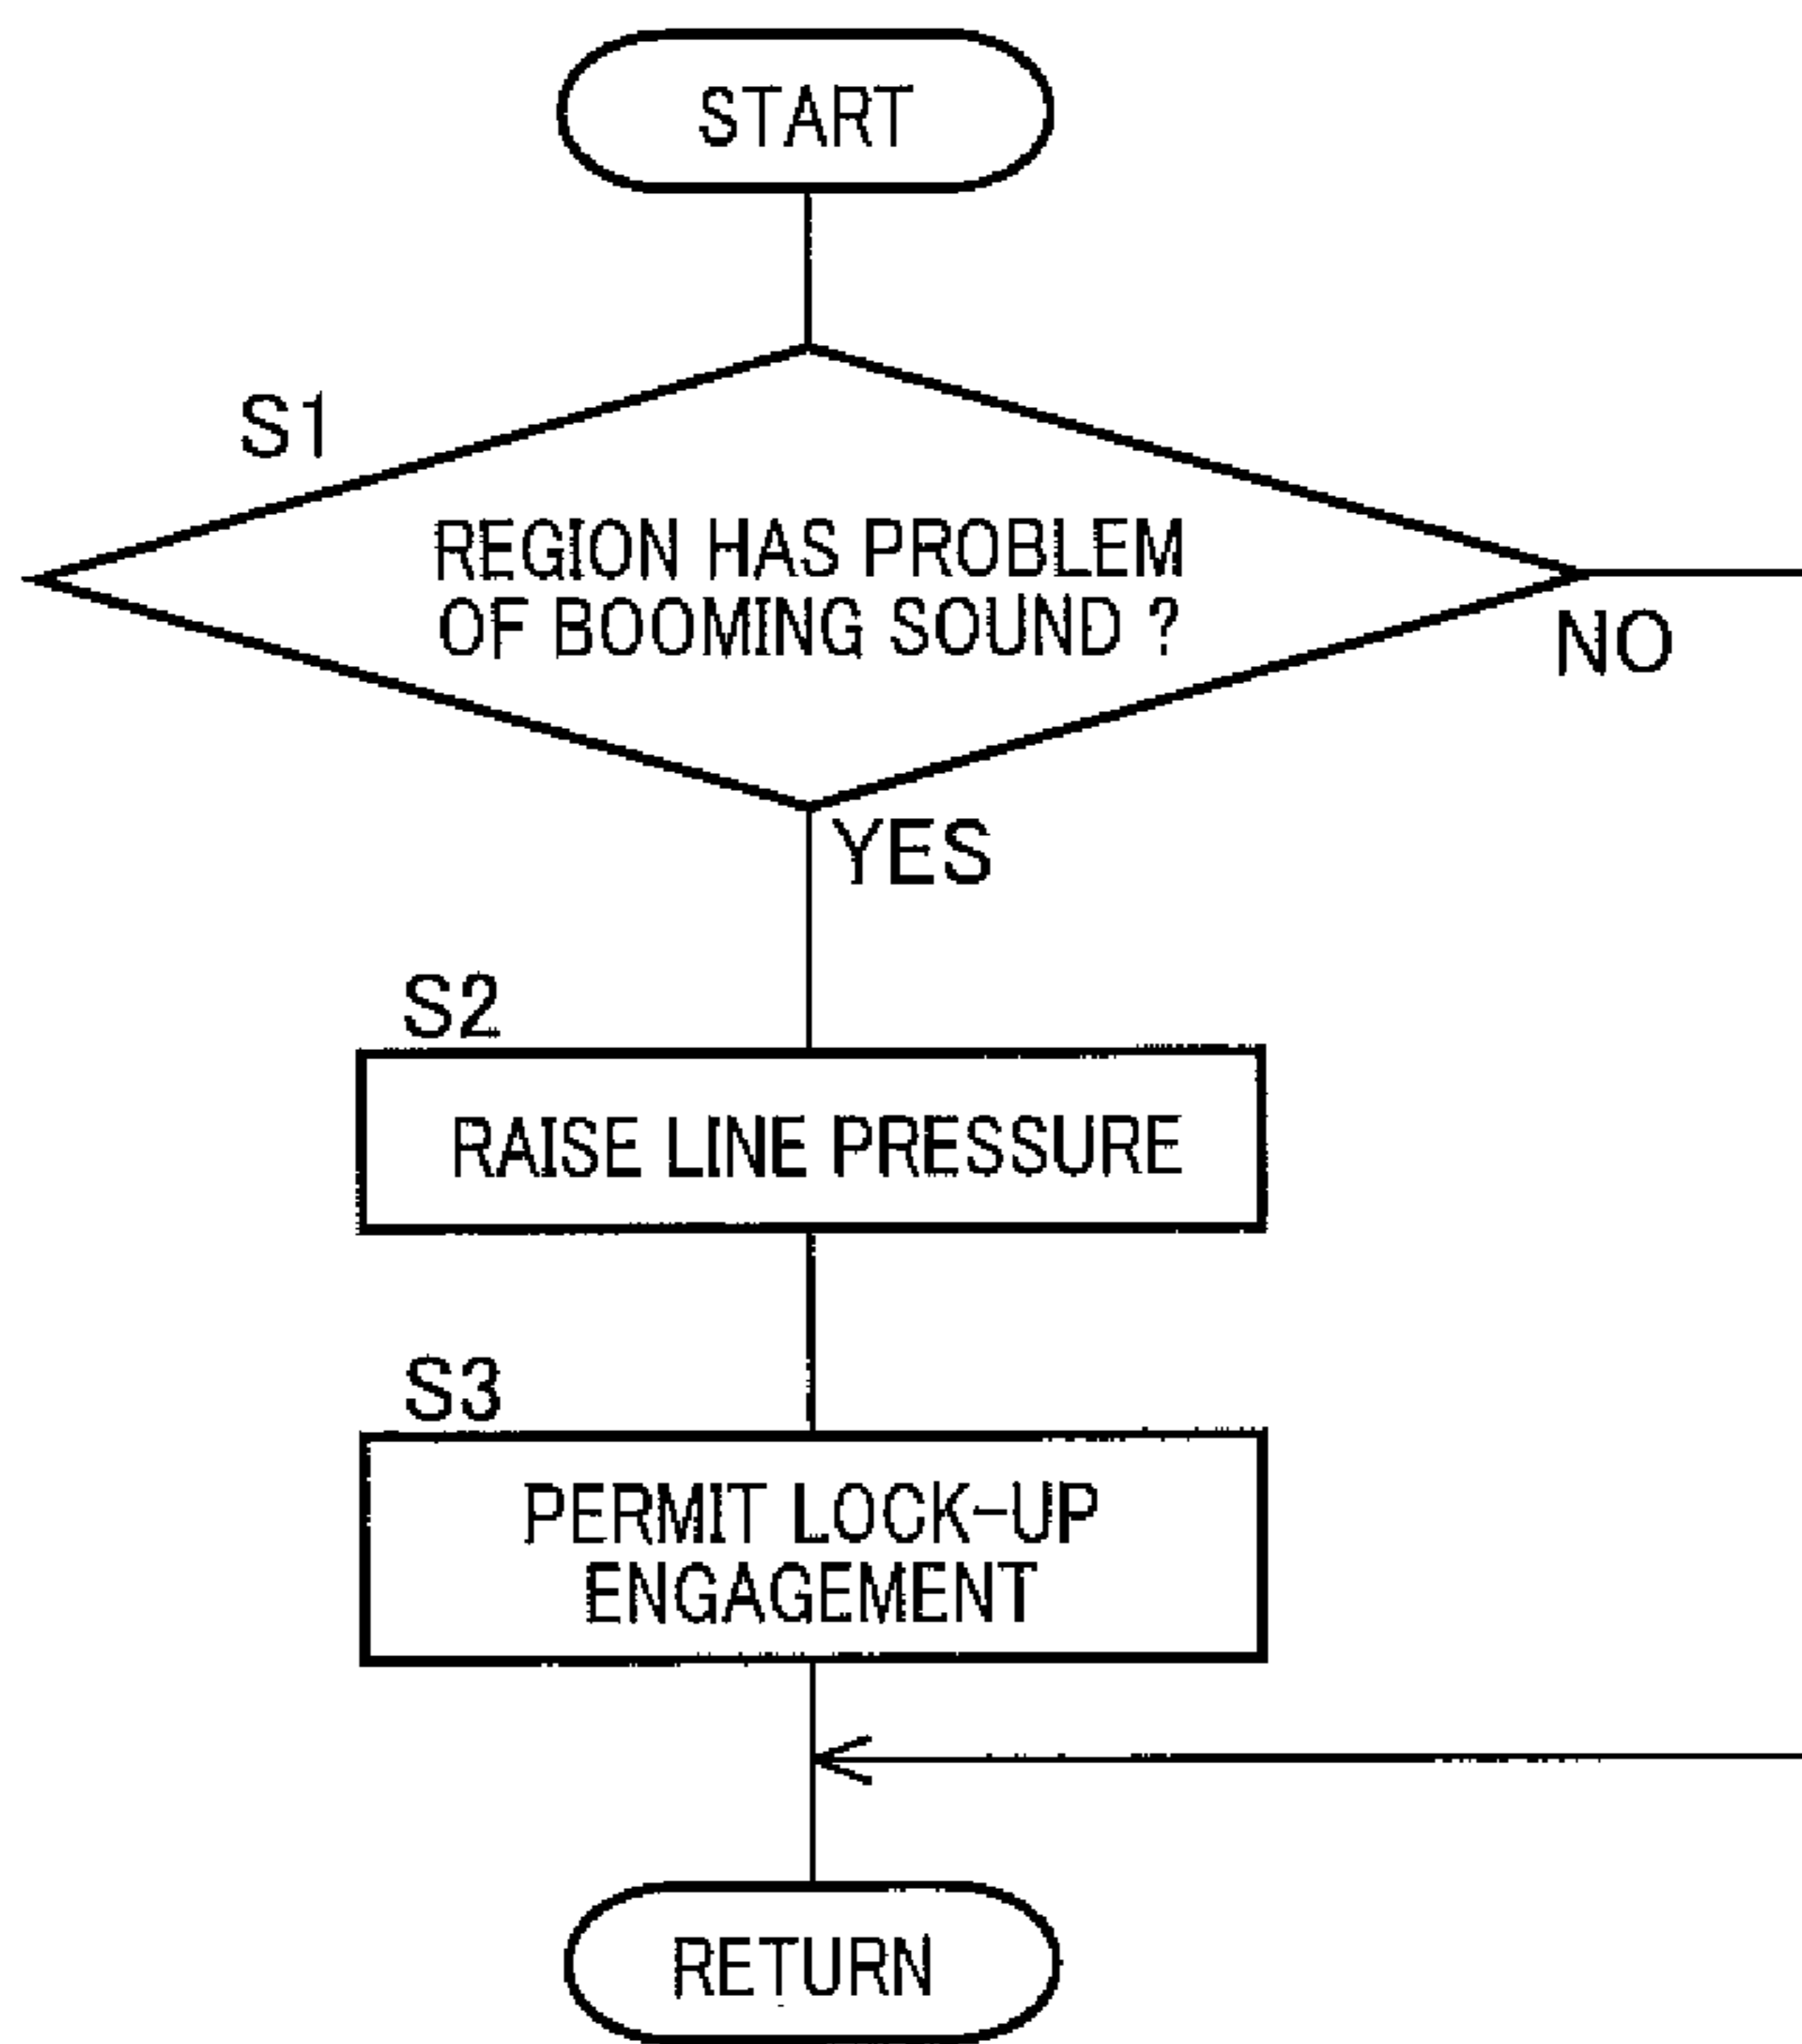 START
S1
REGION HAS PROBLEM
OF BOOMING SOUND ?
NO
YES
S2
RAISE LINE PRESSURE
S3
PERMIT LOCK-UP
ENGAGEMENT
RETURN